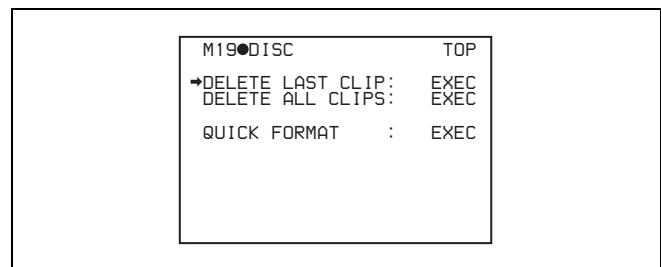 M19●DISC TOP
➡DELETE LAST CLIP: EXEC
DELETE ALL CLIPS: EXEC
QUICK FORMAT : EXEC